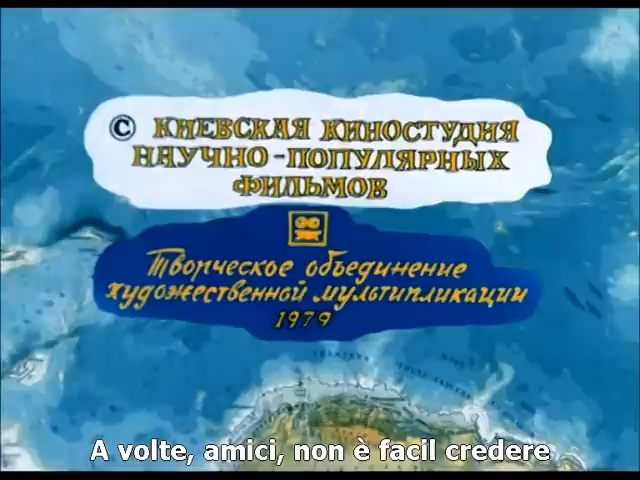 © КИЕВСКАЯ КИНОСТУДИЯ
НАУЧНО-ПОПУЛЯРНЫХ
ФИЛЬМОВ
Творческое объединение
художественной мультипликации
1979
A volte, amici, non è facil credere